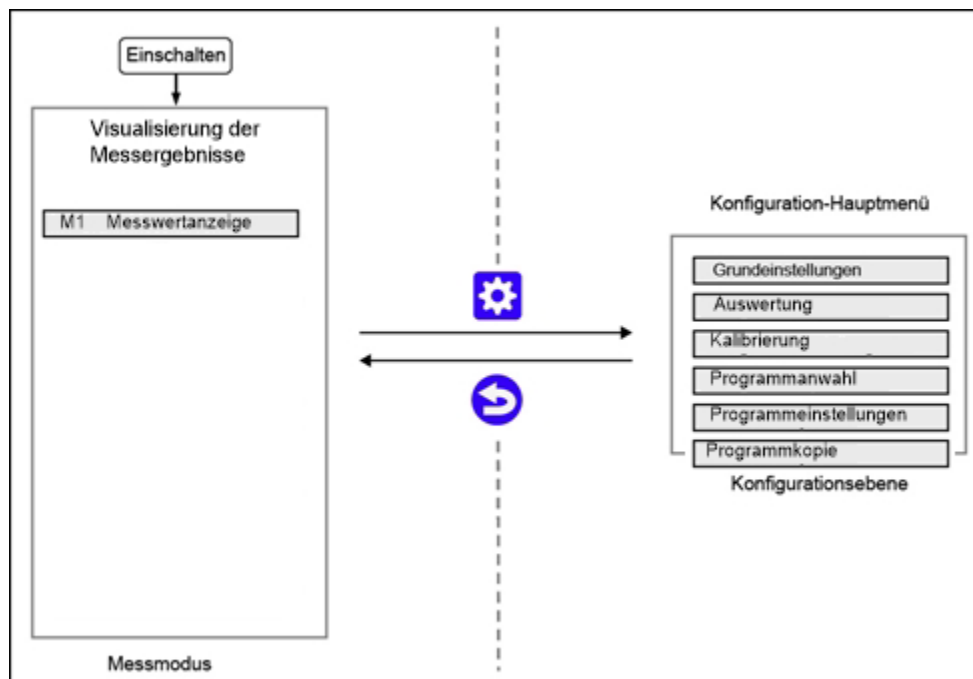 Einschalten
Visualisierung der
Messergebnisse
M1 Messwertanzeige
Messmodus
Konfiguration-Hauptmenü
Grundeinstellungen
Auswertung
Kalibrierung
Programmanwahl
Programmeinstellungen
Programmkopie
Konfigurationsebene